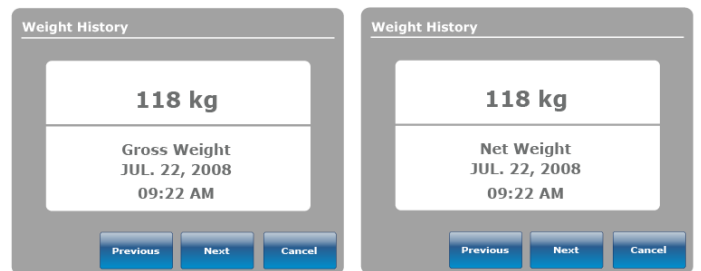 Weight History
118 kg
Gross Weight
JUL. 22, 2008
09:22 AM
Previous Next Cancel
Weight History
118 kg
Net Weight
JUL. 22, 2008
09:22 AM
Previous Next Cancel